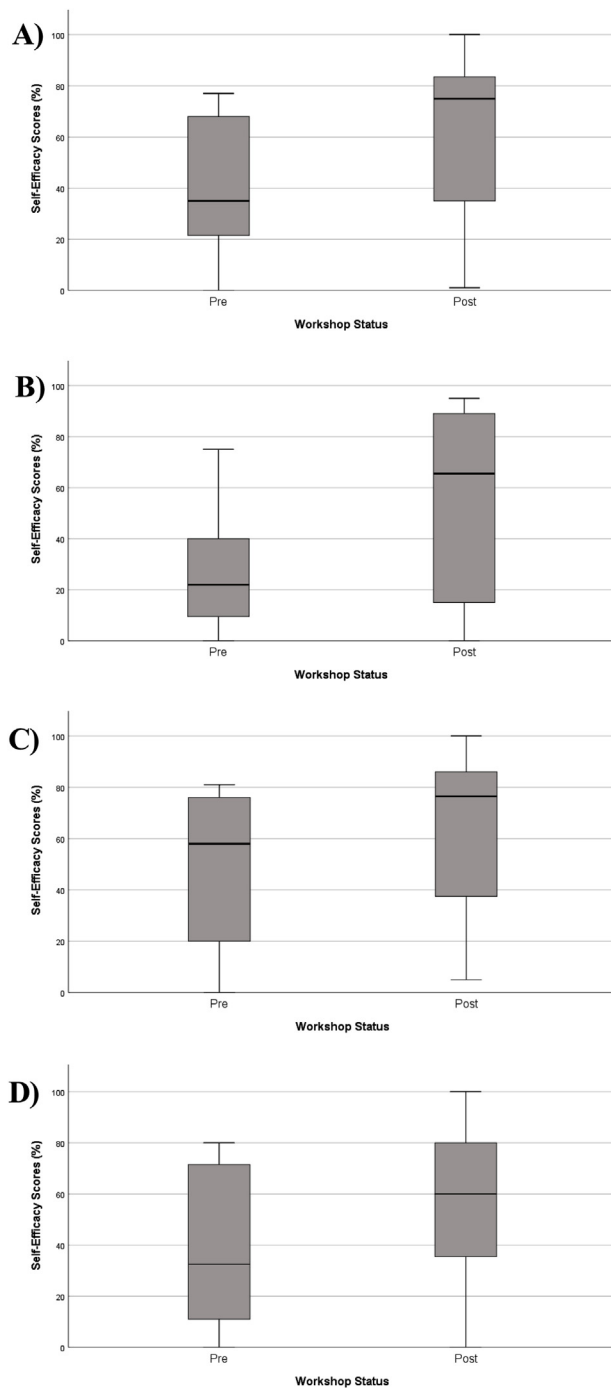 A)
Self-Efficacy Scores (%)
100
80
60
40
20
0
Pre
Post
Workshop Status
B)
Self-Efficacy Scores (%)
100
80
60
40
20
0
Pre
Post
Workshop Status
C)
Self-Efficacy Scores (%)
100
80
60
40
20
0
Pre
Post
Workshop Status
D)
Self-Efficacy Scores (%)
100
80
60
40
20
0
Pre
Post
Workshop Status